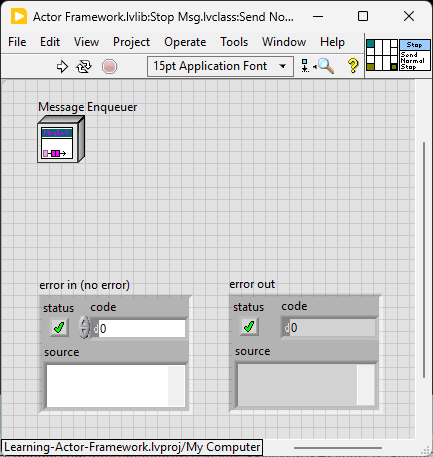 Actor Framework.lvlib:Stop Msg.lvclass:Send No...
File Edit View Project Operate Tools Window Help
15pt Application Font
?
Stop
Send
Normal
Stop
Message Enqueuer
error in (no error)
error out
status code
d 0
source
status code
d 0
source
Learning-Actor-Framework.lvproj/My Computer